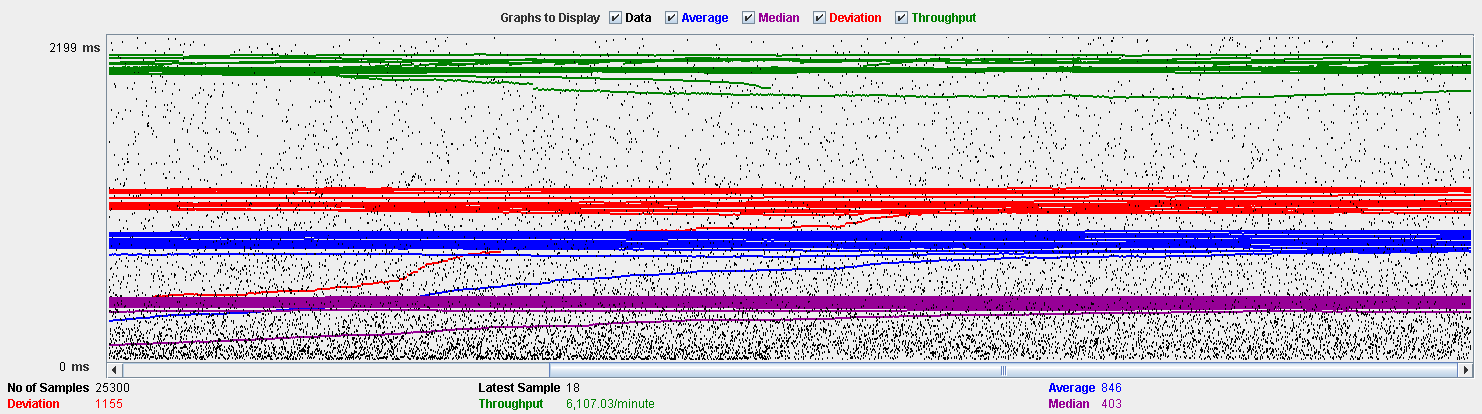 Graphs to Display Data Average Median Deviation Throughput
2199 ms
0 ms
No of Samples 25300 Latest Sample 18 Average 846
Deviation 1155 Throughput 6,107.03/minute Median 403